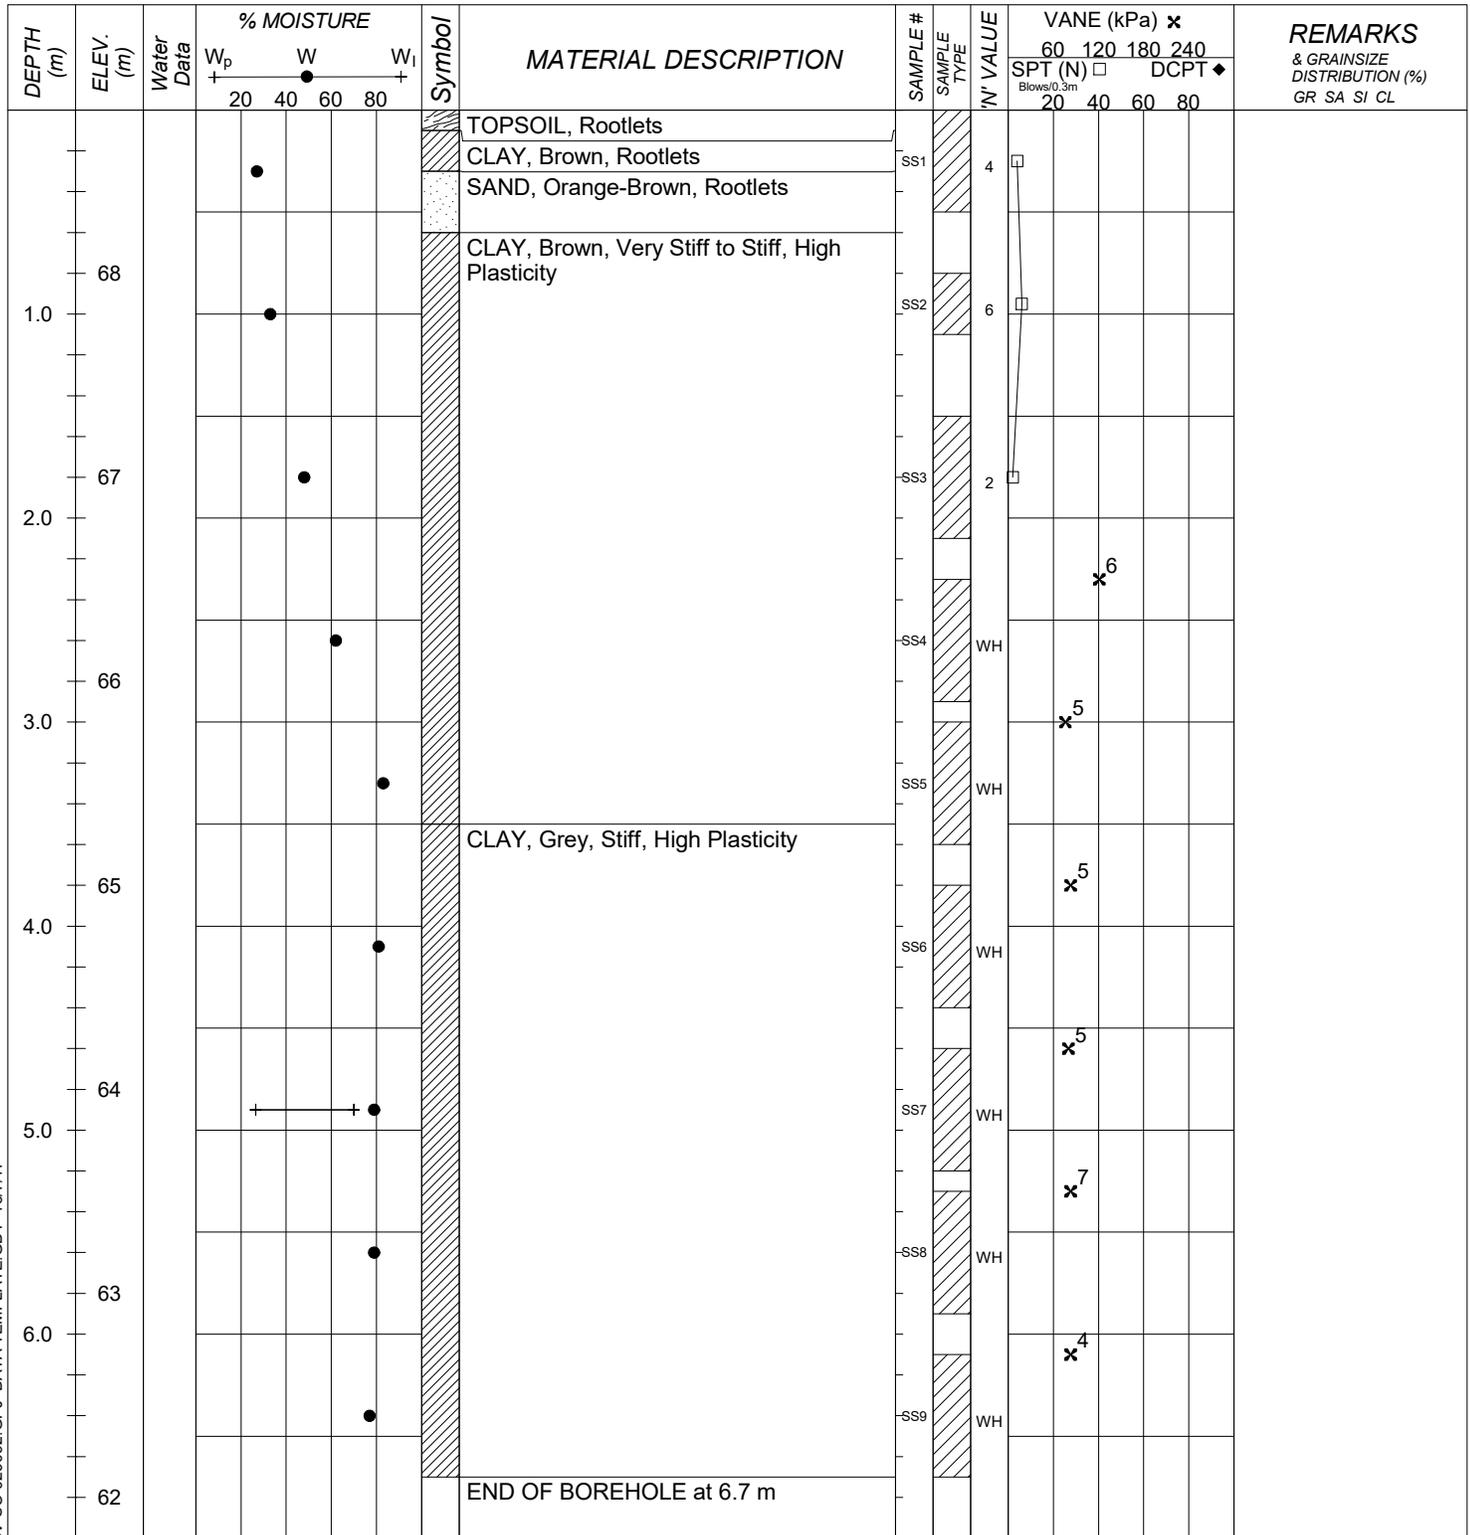 DEPTH (m)
ELEV. (m)
Water Data
% MOISTURE
Wp W Wl
20 40 60 80
Symbol
MATERIAL DESCRIPTION
SAMPLE #
SAMPLE TYPE
'N' VALUE
VANE (kPa)
60 120 180 240
SPT (N) DCPT
Blows/0.3m
20 40 60 80
REMARKS
& GRAINSIZE
DISTRIBUTION (%)
GR SA SI CL
TOPSOIL, Rootlets
CLAY, Brown, Rootlets
SS1
4
SAND, Orange-Brown, Rootlets
CLAY, Brown, Very Stiff to Stiff, High
Plasticity
68
1.0
SS2
6
67
SS3
2
2.0
6
SS4
WH
66
3.0
5
SS5
WH
CLAY, Grey, Stiff, High Plasticity
65
5
4.0
SS6
WH
5
64
SS7
WH
5.0
7
SS8
WH
63
6.0
4
SS9
WH
END OF BOREHOLE at 6.7 m
62